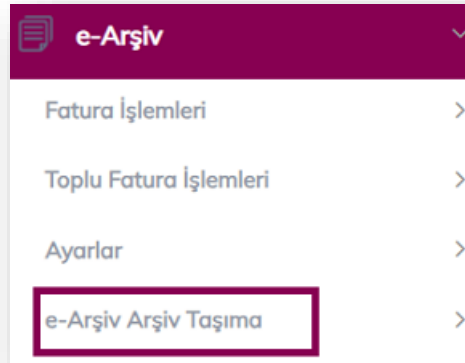 e-Arşiv
Fatura İşlemleri
Toplu Fatura İşlemleri
Ayarlar
e-Arşiv Arşiv Taşıma